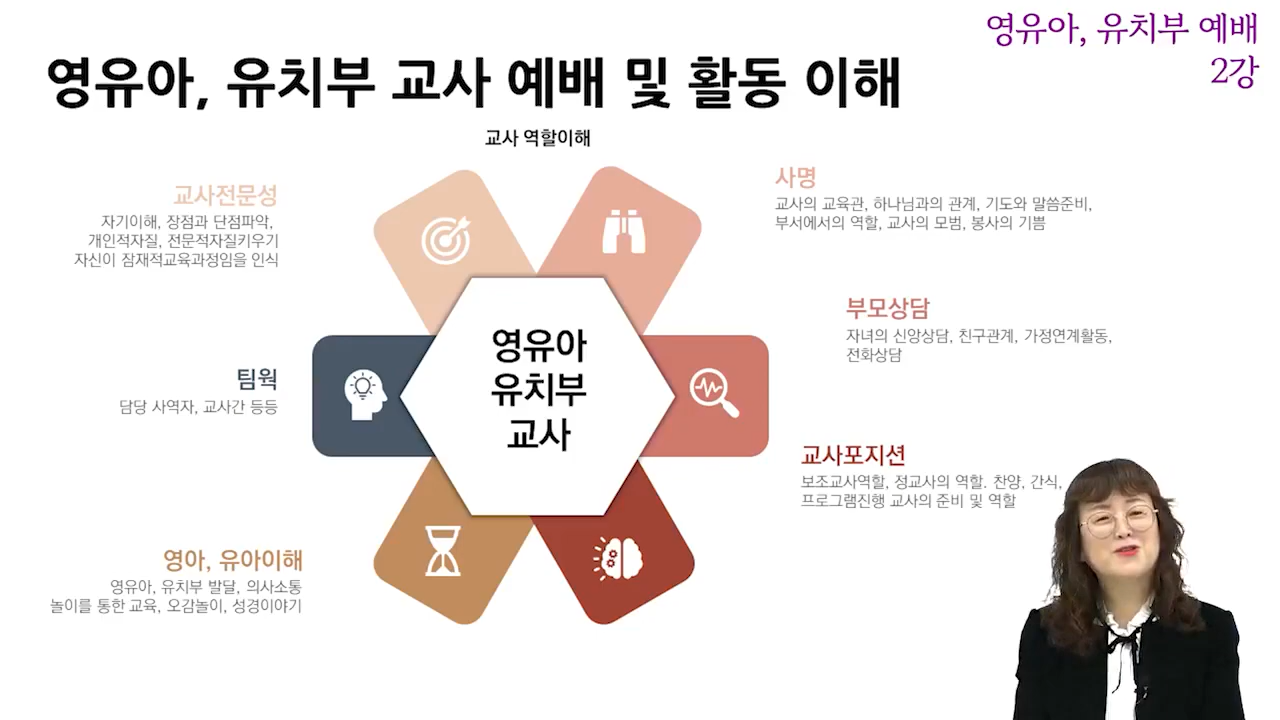 영유아, 유치부 예배
2강
영유아, 유치부 교사 예배 및 활동 이해
교사 역할이해
교사전문성
자기이해, 장점과 단점파악,
개인적자질, 전문적자질키우기
자신이 잠재적교육과정임을 인식
사명
교사의 교육관, 하나님과의 관계, 기도와 말씀준비,
부서에서의 역할, 교사의 모범, 봉사의 기쁨
부모상담
자녀의 신앙상담, 친구관계, 가정연계활동,
전화상담
팀웍
담당 사역자, 교사간 등등
영유아
유치부
교사
교사포지션
보조교사역할, 정교사의 역할. 찬양, 간식,
프로그램진행 교사의 준비 및 역할
영아, 유아이해
영유아, 유치부 발달, 의사소통
놀이를 통한 교육, 오감놀이, 성경이야기